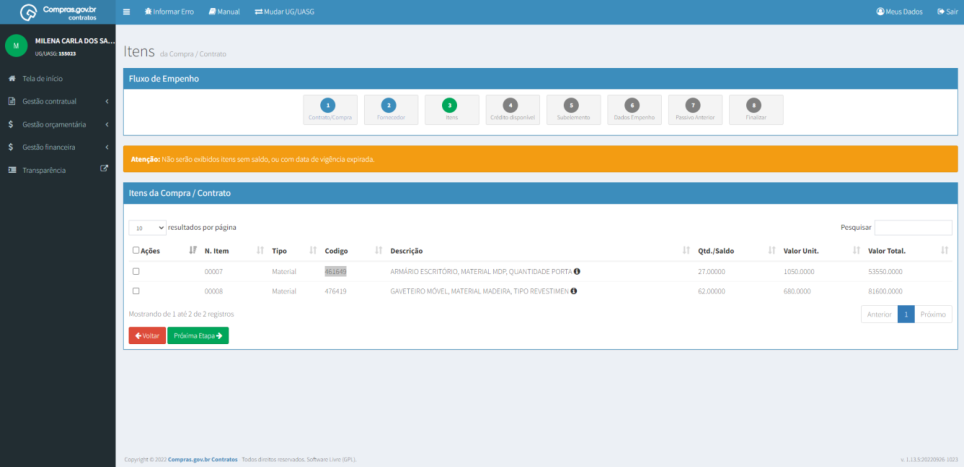 Compras.gov.br
contratos
Informar Erro Manual Mudar UG/UASG Meus Dados Sair
M
MILENA CARLA DOS SA...
UG/UASG: 158023
Tela de início
Gestão contratual
Gestão orçamentária
Gestão financeira
Transparência
Itens da Compra / Contrato
Fluxo de Empenho
1 2 3 4 5 6 7 8
Contrato/Compra Fornecedor Itens Crédito disponível Subelemento Dados Empenho Passivo Anterior Finalizar
Atenção: Não serão exibidos itens sem saldo, ou com data de vigência expirada.
Itens da Compra / Contrato
10 resultados por página Pesquisar
Ações N. Item Tipo Codigo Descrição Qtd./Saldo Valor Unit. Valor Total.
00007 Material 461649 ARMÁRIO ESCRITÓRIO, MATERIAL MDP, QUANTIDADE PORTA 27.00000 1050.0000 53550.0000
00008 Material 476419 GAVETEIRO MÓVEL, MATERIAL MADEIRA, TIPO REVESTIMEN 62.00000 680.0000 81600.0000
Mostrando de 1 até 2 de 2 registros Anterior 1 Próximo
Voltar Próxima Etapa
Copyright © 2022 Compras.gov.br Contratos Todos direitos reservados. Software Livre (GPL).